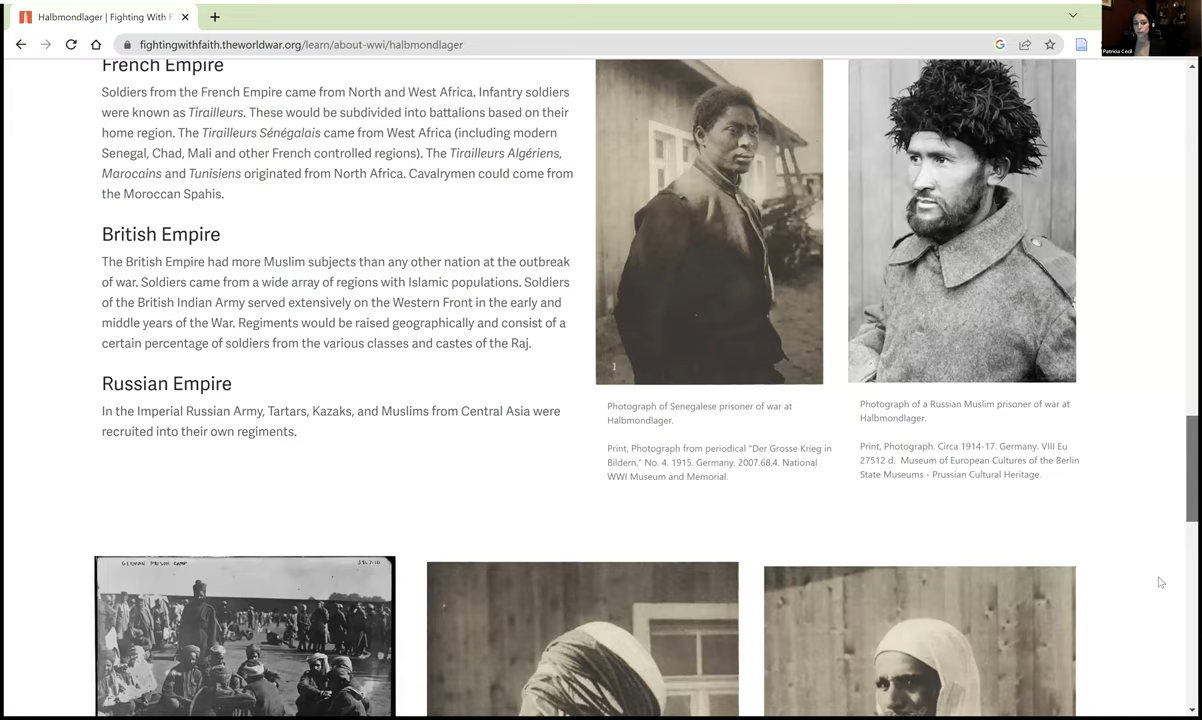 Halbmondlager | Fighting With F
fightingwithfaith.theworldwar.org/learn/about-wwi/halbmondlager
Patricia Cecil
French Empire
Soldiers from the French Empire came from North and West Africa. Infantry soldiers
were known as Tirailleurs. These would be subdivided into battalions based on their
home region. The Tirailleurs Sénégalais came from West Africa (including modern
Senegal, Chad, Mali and other French controlled regions). The Tirailleurs Algériens,
Marocains and Tunisiens originated from North Africa. Cavalrymen could come from
the Moroccan Spahis.
British Empire
The British Empire had more Muslim subjects than any other nation at the outbreak
of war. Soldiers came from a wide array of regions with Islamic populations. Soldiers
of the British Indian Army served extensively on the Western Front in the early and
middle years of the War. Regiments would be raised geographically and consist of a
certain percentage of soldiers from the various classes and castes of the Raj.
Russian Empire
In the Imperial Russian Army, Tartars, Kazaks, and Muslims from Central Asia were
recruited into their own regiments.
Photograph of Senegalese prisoner of war at
Halbmondlager.
Print, Photograph from periodical "Der Grosse Krieg in
Bildern," No. 4. 1915. Germany. 2007.68.4. National
WWI Museum and Memorial.
Photograph of a Russian Muslim prisoner of war at
Halbmondlager.
Print, Photograph. Circa 1914-17. Germany. VIII Eu
27512 d. Museum of European Cultures of the Berlin
State Museums - Prussian Cultural Heritage.
GERMAN PRISON CAMP